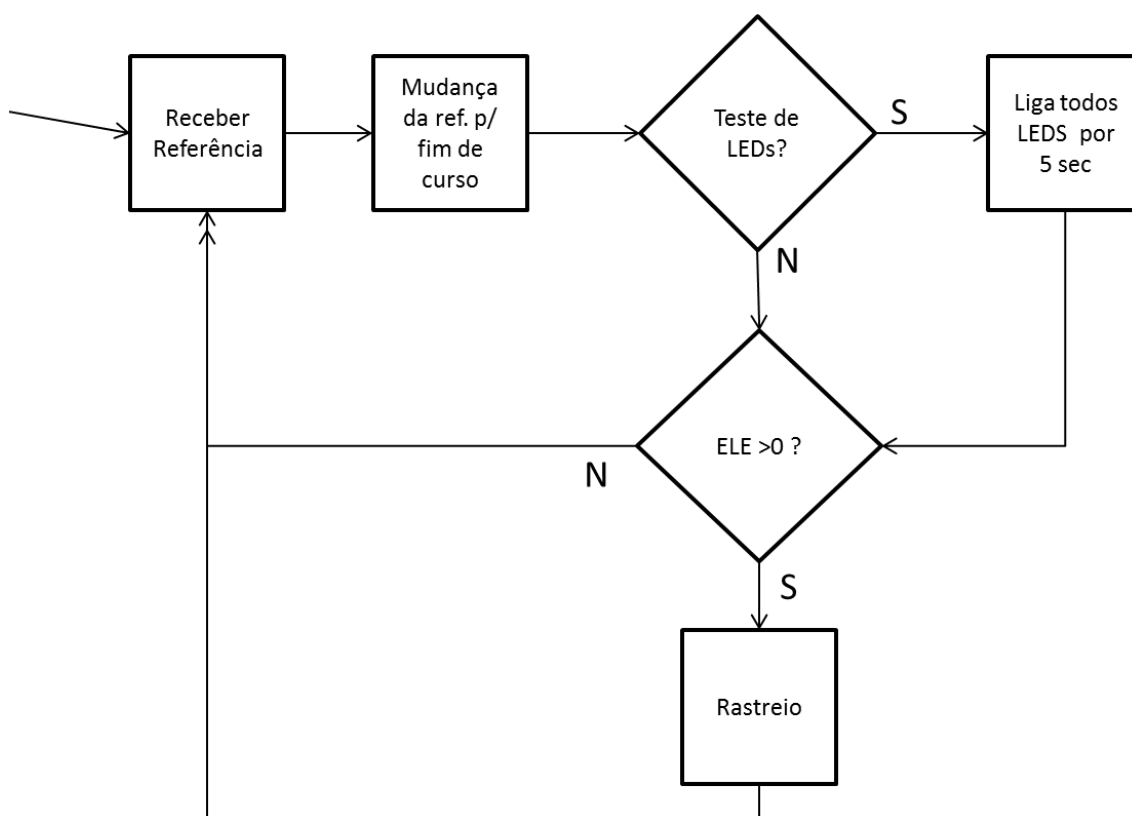 Receber
Referência
Mudança
da ref. p/
fim de
curso
Teste de
LEDs?
S
Liga todos
LEDS por
5 sec
N
ELE >0 ?
N
S
Rastreio